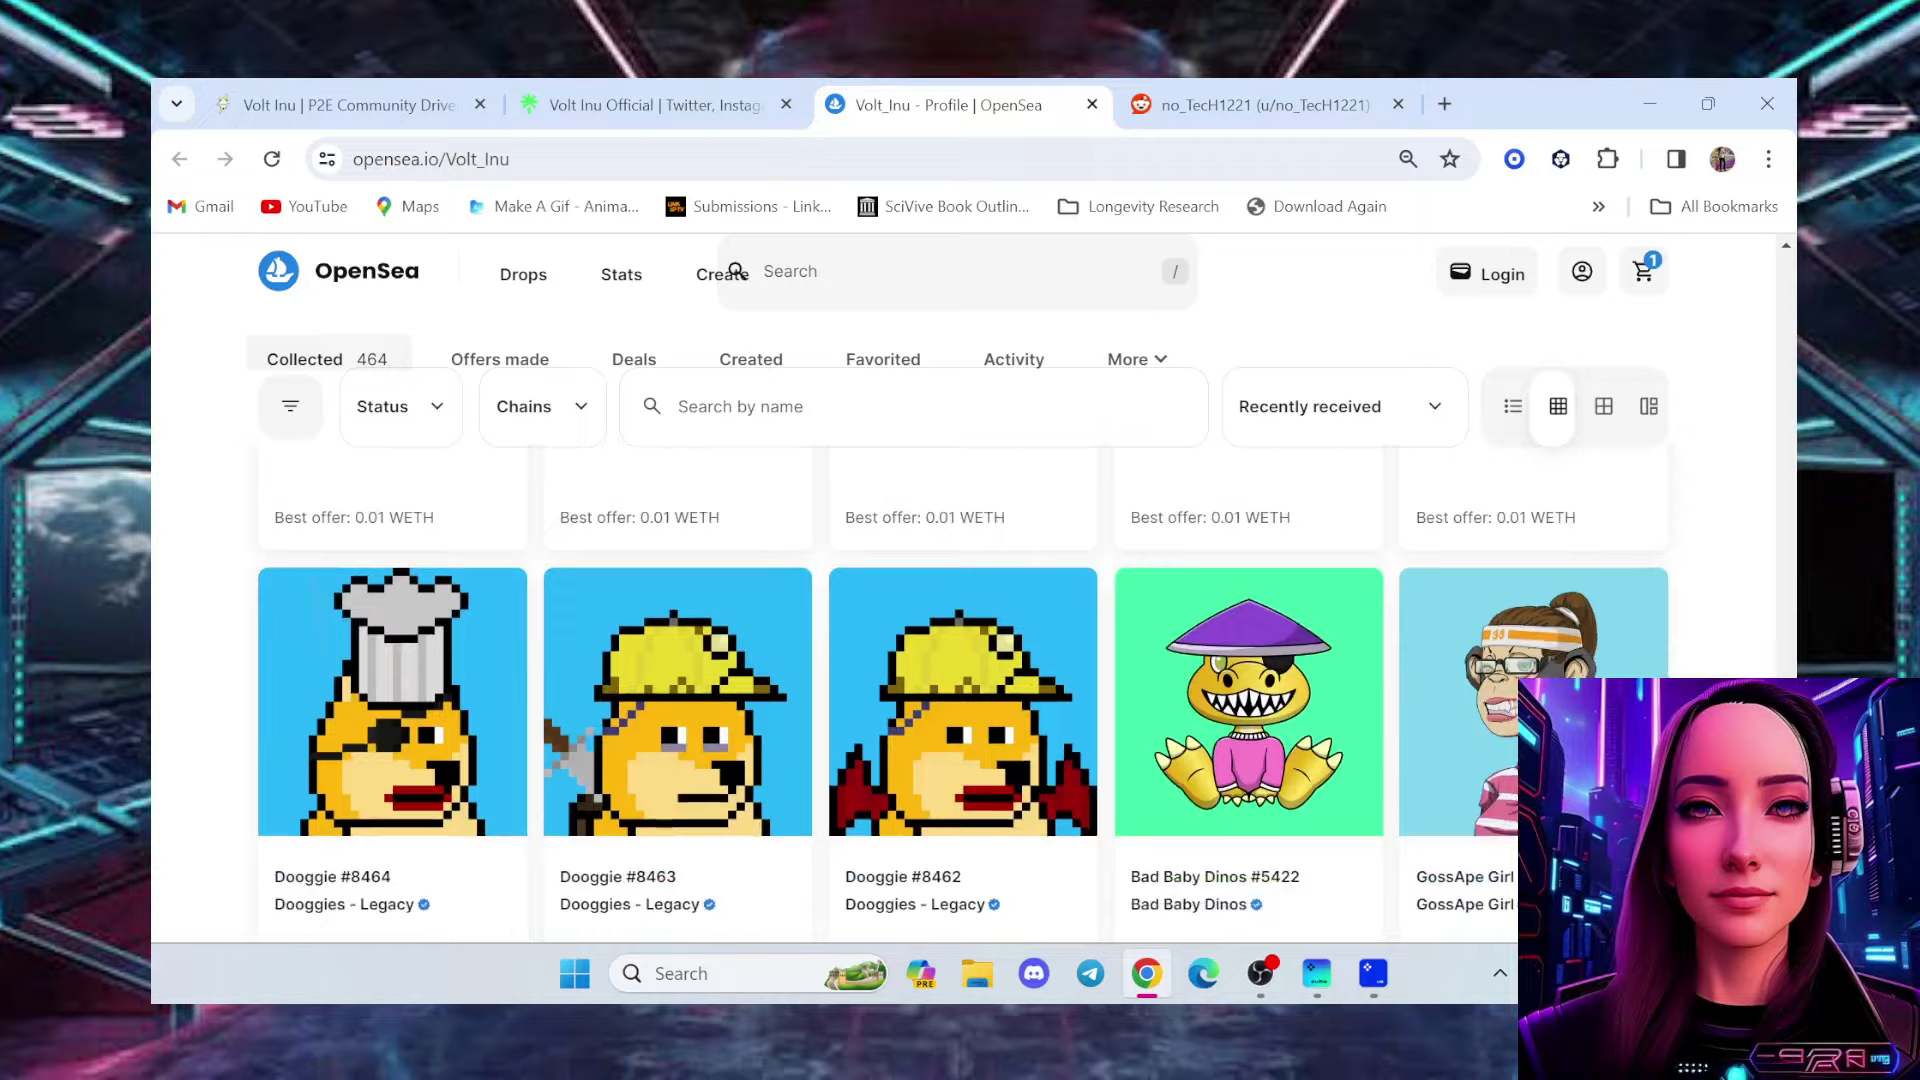 Volt Inu | P2E Community Drive
Volt Inu Official | Twitter, Instag
Volt_Inu - Profile | OpenSea
no_TecH1221 (u/no_TecH1221)
opensea.io/Volt_Inu
Gmail
YouTube
Maps
Make A Gif - Anima...
Submissions - Link...
SciVive Book Outlin...
Longevity Research
Download Again
All Bookmarks
OpenSea
Drops
Stats
Create
Search
/
Login
1
Collected 464
Offers made
Deals
Created
Favorited
Activity
More
Status
Chains
Search by name
Recently received
Best offer: 0.01 WETH
Best offer: 0.01 WETH
Best offer: 0.01 WETH
Best offer: 0.01 WETH
Best offer: 0.01 WETH
Dooggie #8464
Dooggies - Legacy
Dooggie #8463
Dooggies - Legacy
Dooggie #8462
Dooggies - Legacy
Bad Baby Dinos #5422
Bad Baby Dinos
GossApe Girl
GossApe Girl
Search
PRE